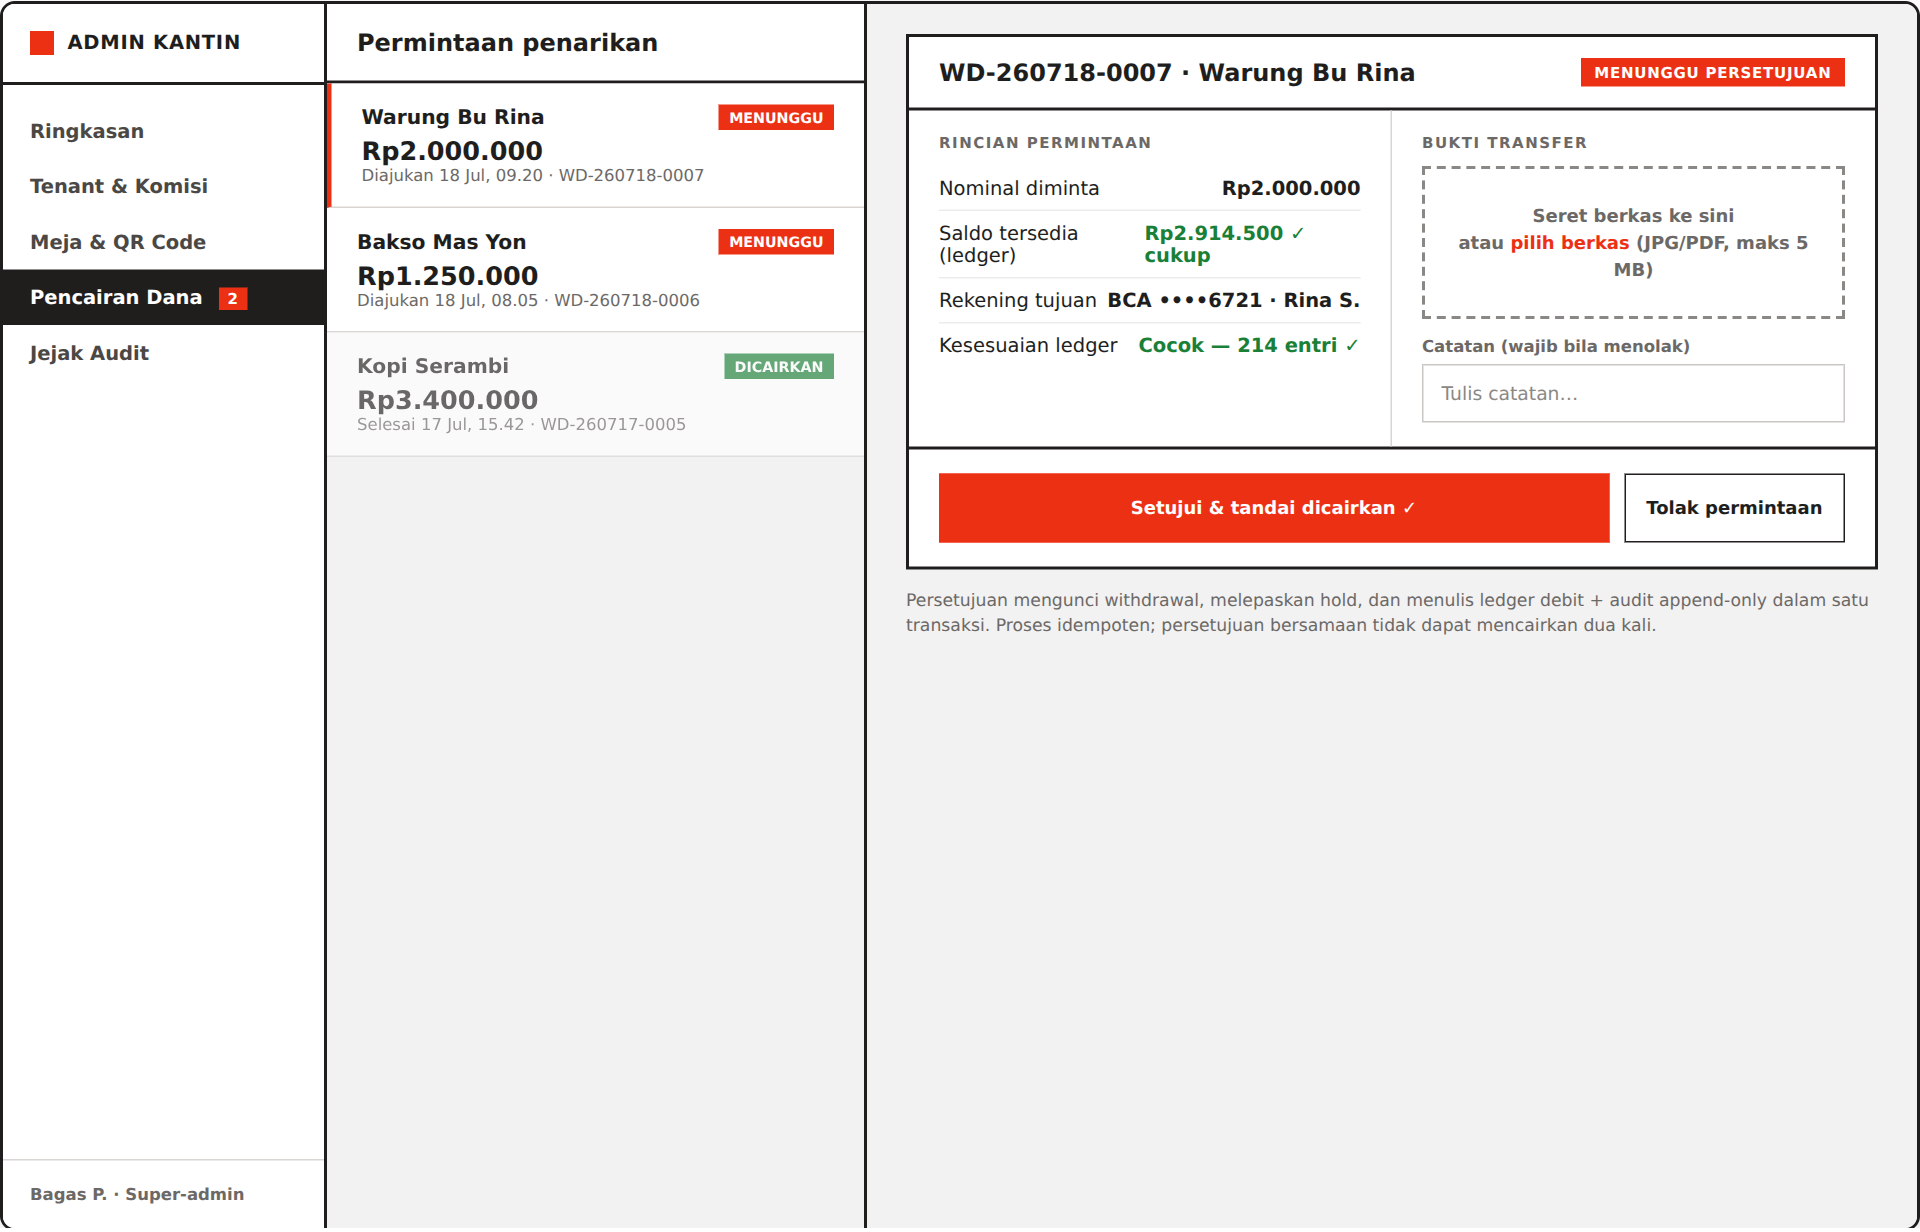 ADMIN KANTIN
Ringkasan
Tenant & Komisi
Meja & QR Code
Pencairan Dana 2
Jejak Audit
Bagas P. · Super-admin
Permintaan penarikan
Warung Bu Rina MENUNGGU
Rp2.000.000
Diajukan 18 Jul, 09.20 · WD-260718-0007
Bakso Mas Yon MENUNGGU
Rp1.250.000
Diajukan 18 Jul, 08.05 · WD-260718-0006
Kopi Serambi DICAIRKAN
Rp3.400.000
Selesai 17 Jul, 15.42 · WD-260717-0005
WD-260718-0007 · Warung Bu Rina MENUNGGU PERSETUJUAN
RINCIAN PERMINTAAN
Nominal diminta Rp2.000.000
Saldo tersedia Rp2.914.500 ✓
(ledger) cukup
Rekening tujuan BCA ••••6721 · Rina S.
Kesesuaian ledger Cocok — 214 entri ✓
BUKTI TRANSFER
Seret berkas ke sini
atau pilih berkas (JPG/PDF, maks 5
MB)
Catatan (wajib bila menolak)
Tulis catatan...
Setujui & tandai dicairkan ✓
Tolak permintaan
Persetujuan mengunci withdrawal, melepaskan hold, dan menulis ledger debit + audit append-only dalam satu
transaksi. Proses idempoten; persetujuan bersamaan tidak dapat mencairkan dua kali.